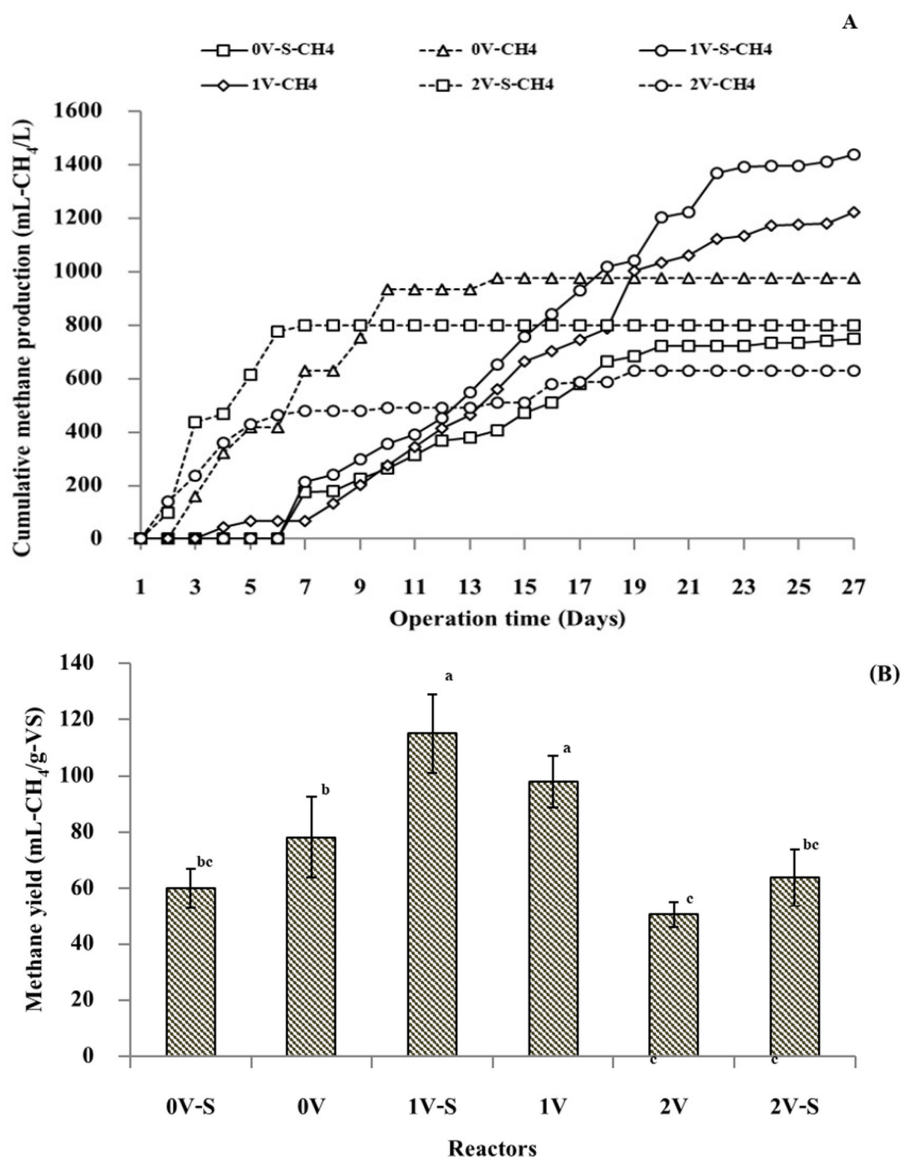 A
0V-S-CH4 0V-CH4 1V-S-CH4
1V-CH4 2V-S-CH4 2V-CH4
Cumulative methane production (mL-CH4/L)
1600
1400
1200
1000
800
600
400
200
0
1 3 5 7 9 11 13 15 17 19 21 23 25 27
Operation time (Days)
(B)
Methane yield (mL-CH4/g-VS)
140
120
100
80
60
40
20
0
bc b a a c bc
c c
0V-S 0V 1V-S 1V 2V 2V-S
Reactors